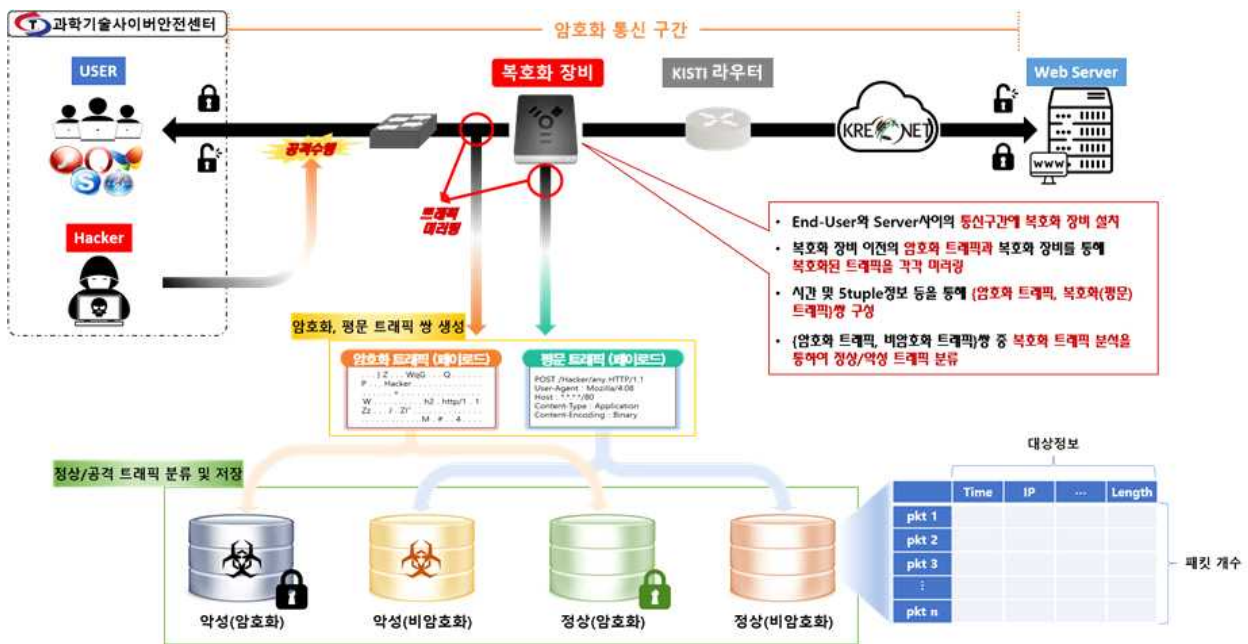 과학기술사이버안전센터
암호화 통신 구간
USER
복호화 장비
KISTI 라우터
Web Server
공격수행
KREONET
WWW
트래픽
미러링
Hacker
• End-User와 Server사이의 통신구간에 복호화 장비 설치
• 복호화 장비 이전의 암호화 트래픽과 복호화 장비를 통해
복호화된 트래픽을 각각 미러링
• 시간 및 5tuple정보 등을 통해 {암호화 트래픽, 복호화(평문)
트래픽}쌍 구성
• {암호화 트래픽, 비암호화 트래픽}쌍 중 복호화 트래픽 분석을
통하여 정상/악성 트래픽 분류
암호화, 평문 트래픽 쌍 생성
암호화 트래픽 (페이로드)
. . . J Z . . . WqG . . . Q
P . . . Hacker . . . . . . . . . . . . .
. . . . . . * . . . . . . . . . . . . . .
W . . . . . . . . . . h2 . http/1 . 1
Zz . . . J . Zl" . . . . . . . . . . . .
. . . . . . . . . . . M . # . . 4 . . . .
평문 트래픽 (페이로드)
POST /Hacker/any HTTP/1.1
User-Agent : Mozilla/4.08
Host : *.*.*.*/80
Content-Type : Application
Content-Encoding : Binary
정상/공격 트래픽 분류 및 저장
대상정보
Time IP ... Length
pkt 1
pkt 2
pkt 3
⋮
pkt n
패킷 개수
악성(암호화)
악성(비암호화)
정상(암호화)
정상(비암호화)